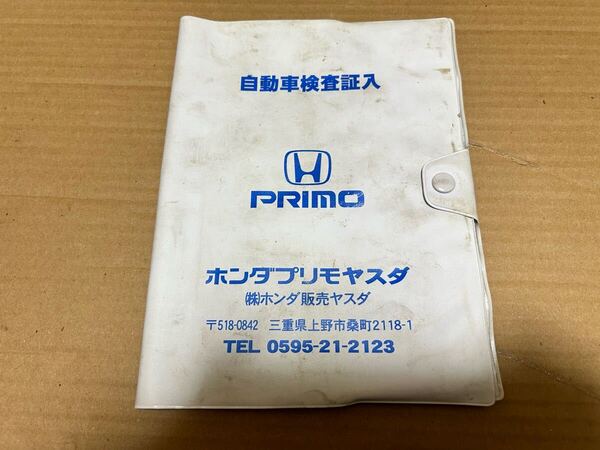 自動車検査証入
PRIMO
ホンダプリモヤスダ
㈱ホンダ販売ヤスダ
〒518-0842 三重県上野市桑町2118-1
TEL 0595-21-2123